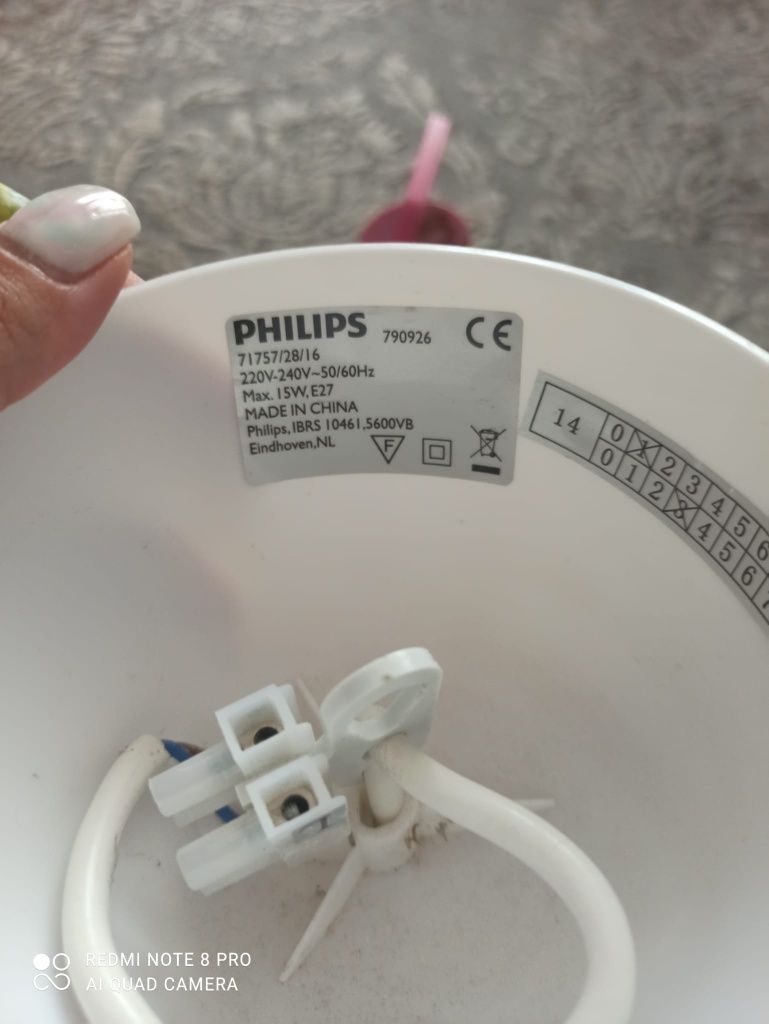 PHILIPS 790926 CE
71757/28/16
220V-240V~50/60Hz
Max. 15W, E27
MADE IN CHINA
Philips, IBRS 10461, 5600VB
Eindhoven, NL
F
14
0 1 2 3 4 5 6
0 1 2 3 4 5 6 7
REDMI NOTE 8 PRO
AI QUAD CAMERA